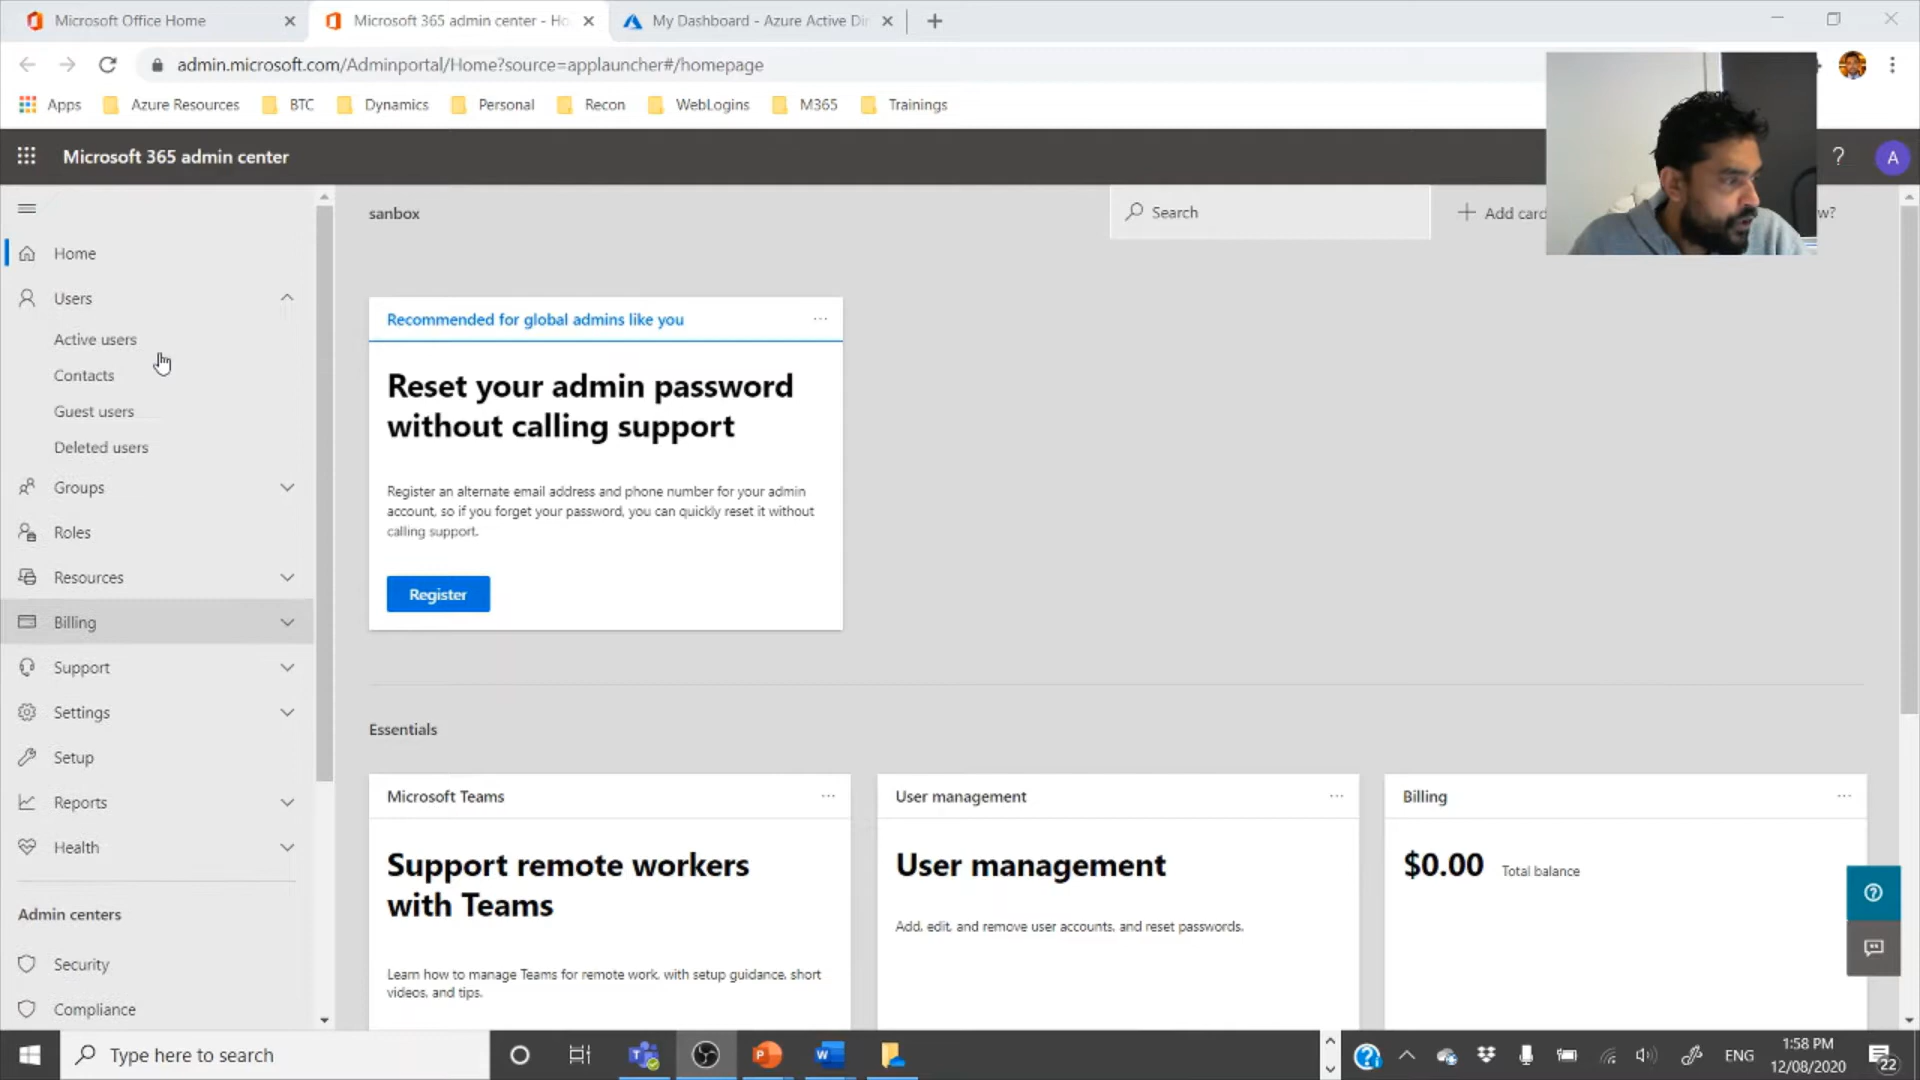 Microsoft Office Home
Microsoft 365 admin center - Ho
My Dashboard - Azure Active Dir
admin.microsoft.com/Adminportal/Home?source=applauncher#/homepage
Apps
Azure Resources
BTC
Dynamics
Personal
Recon
WebLogins
M365
Trainings
Microsoft 365 admin center
?
A
sanbox
Search
Add card
w?
Home
Users
Active users
Contacts
Guest users
Deleted users
Groups
Roles
Resources
Billing
Support
Settings
Setup
Reports
Health
Admin centers
Security
Compliance
Recommended for global admins like you
Reset your admin password
without calling support
Register an alternate email address and phone number for your admin
account, so if you forget your password, you can quickly reset it without
calling support.
Register
Essentials
Microsoft Teams
Support remote workers
with Teams
Learn how to manage Teams for remote work, with setup guidance, short
videos, and tips.
User management
User management
Add, edit, and remove user accounts, and reset passwords.
Billing
$0.00 Total balance
Type here to search
ENG
1:58 PM
12/08/2020
22